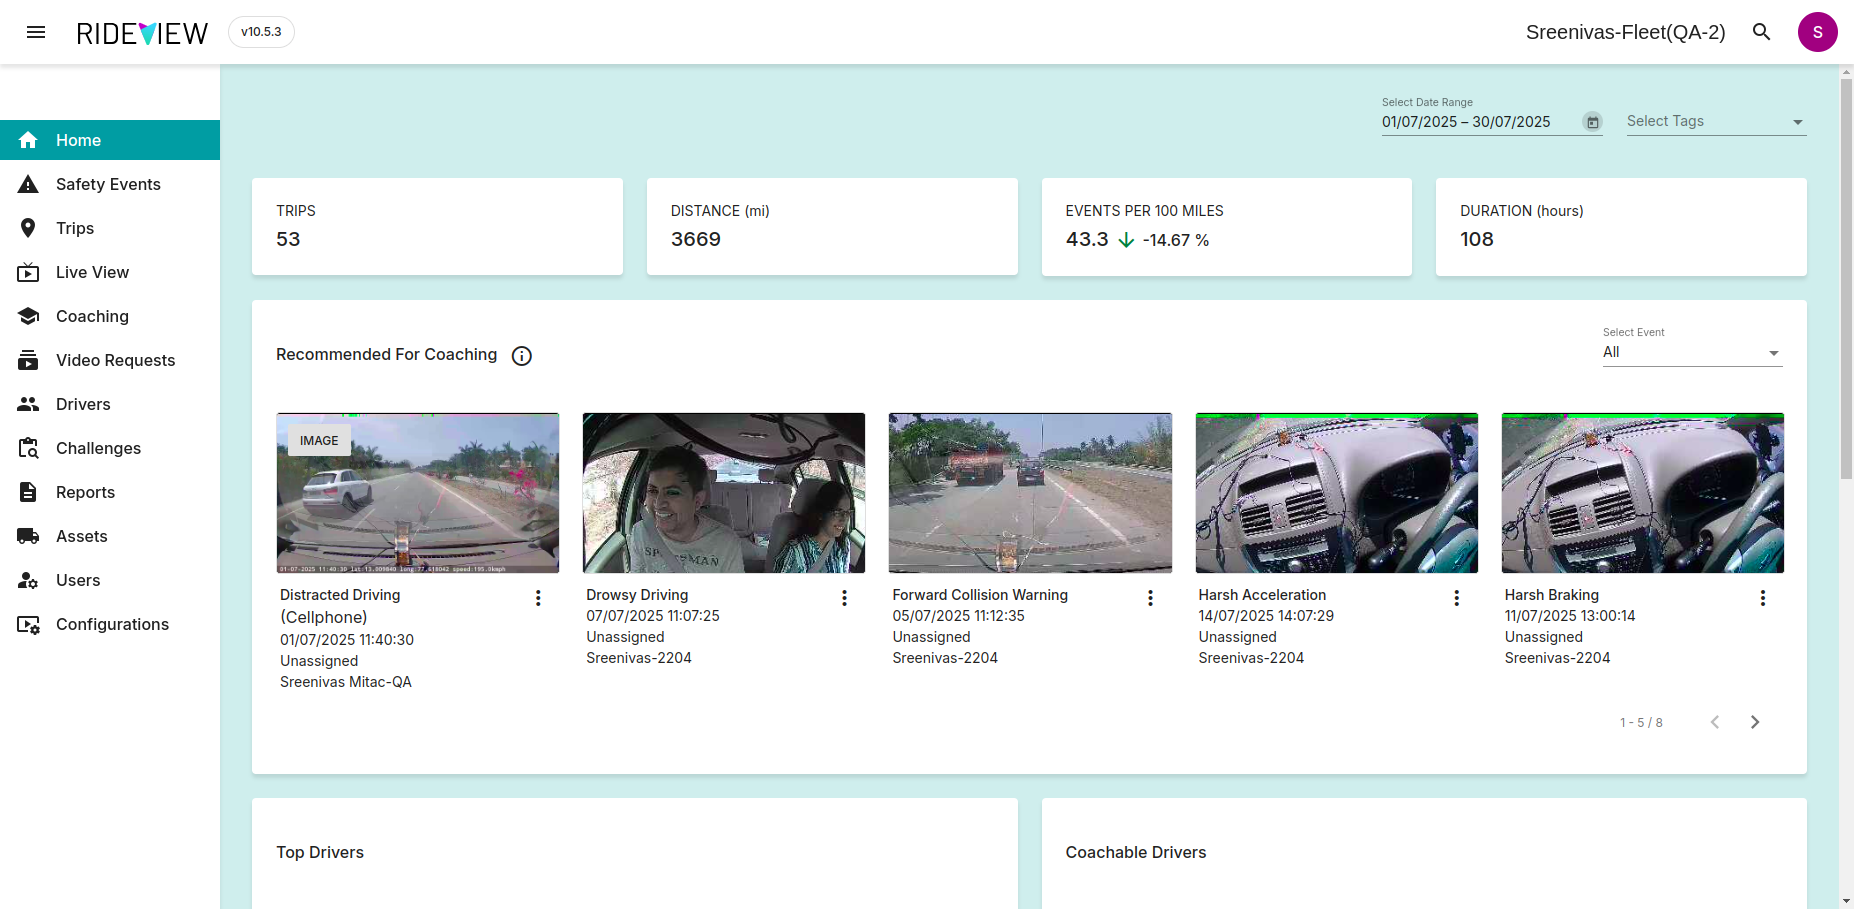 RIDEVIEW
v10.5.3
Sreenivas-Fleet(QA-2)
S
Home
Safety Events
Trips
Live View
Coaching
Video Requests
Drivers
Challenges
Reports
Assets
Users
Configurations
Select Date Range
01/07/2025 – 30/07/2025
Select Tags
TRIPS
53
DISTANCE (mi)
3669
EVENTS PER 100 MILES
43.3 -14.67 %
DURATION (hours)
108
Recommended For Coaching
Select Event
All
IMAGE
Distracted Driving
(Cellphone)
01/07/2025 11:40:30
Unassigned
Sreenivas Mitac-QA
Drowsy Driving
07/07/2025 11:07:25
Unassigned
Sreenivas-2204
Forward Collision Warning
05/07/2025 11:12:35
Unassigned
Sreenivas-2204
Harsh Acceleration
14/07/2025 14:07:29
Unassigned
Sreenivas-2204
Harsh Braking
11/07/2025 13:00:14
Unassigned
Sreenivas-2204
1 - 5 / 8
Top Drivers
Coachable Drivers